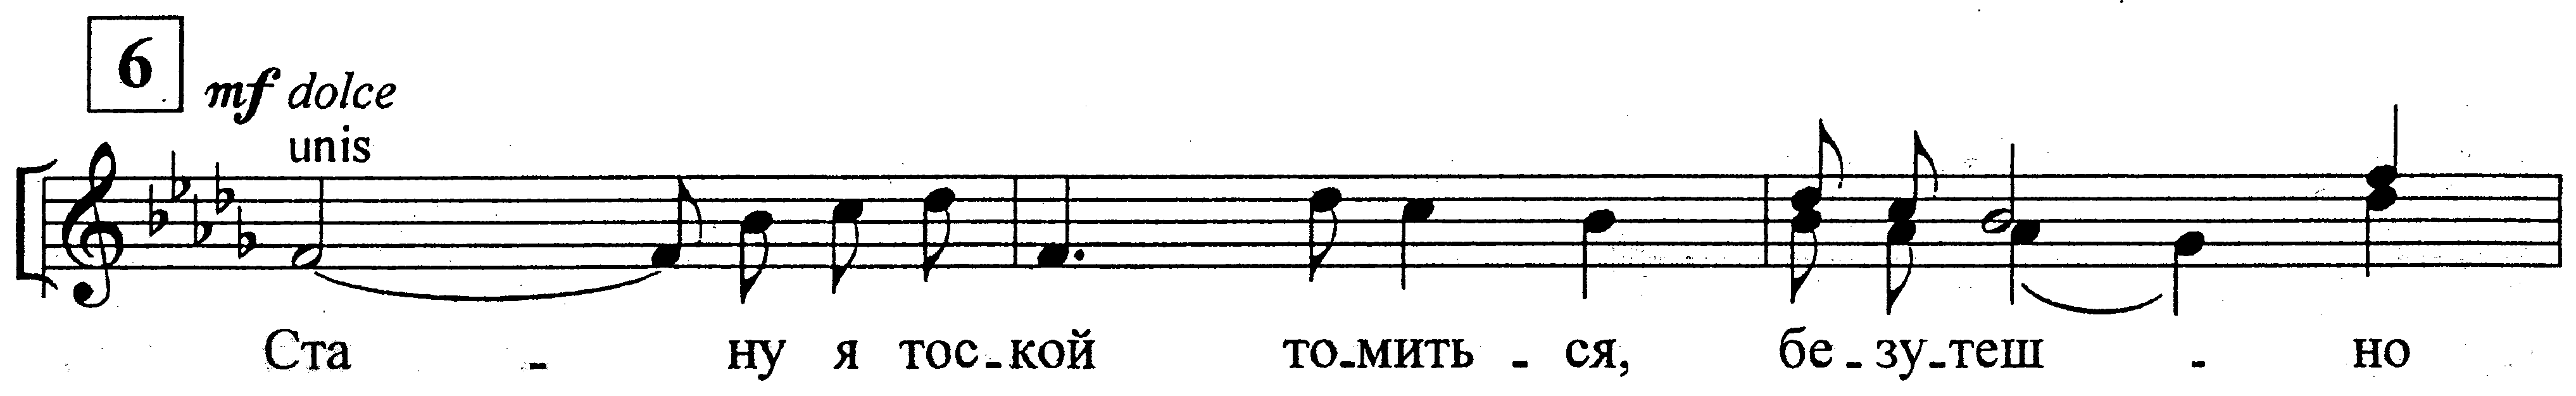 6
mf dolce
unis
Ста - ну я тос-кой то-мить - ся, бе-зу-теш - но